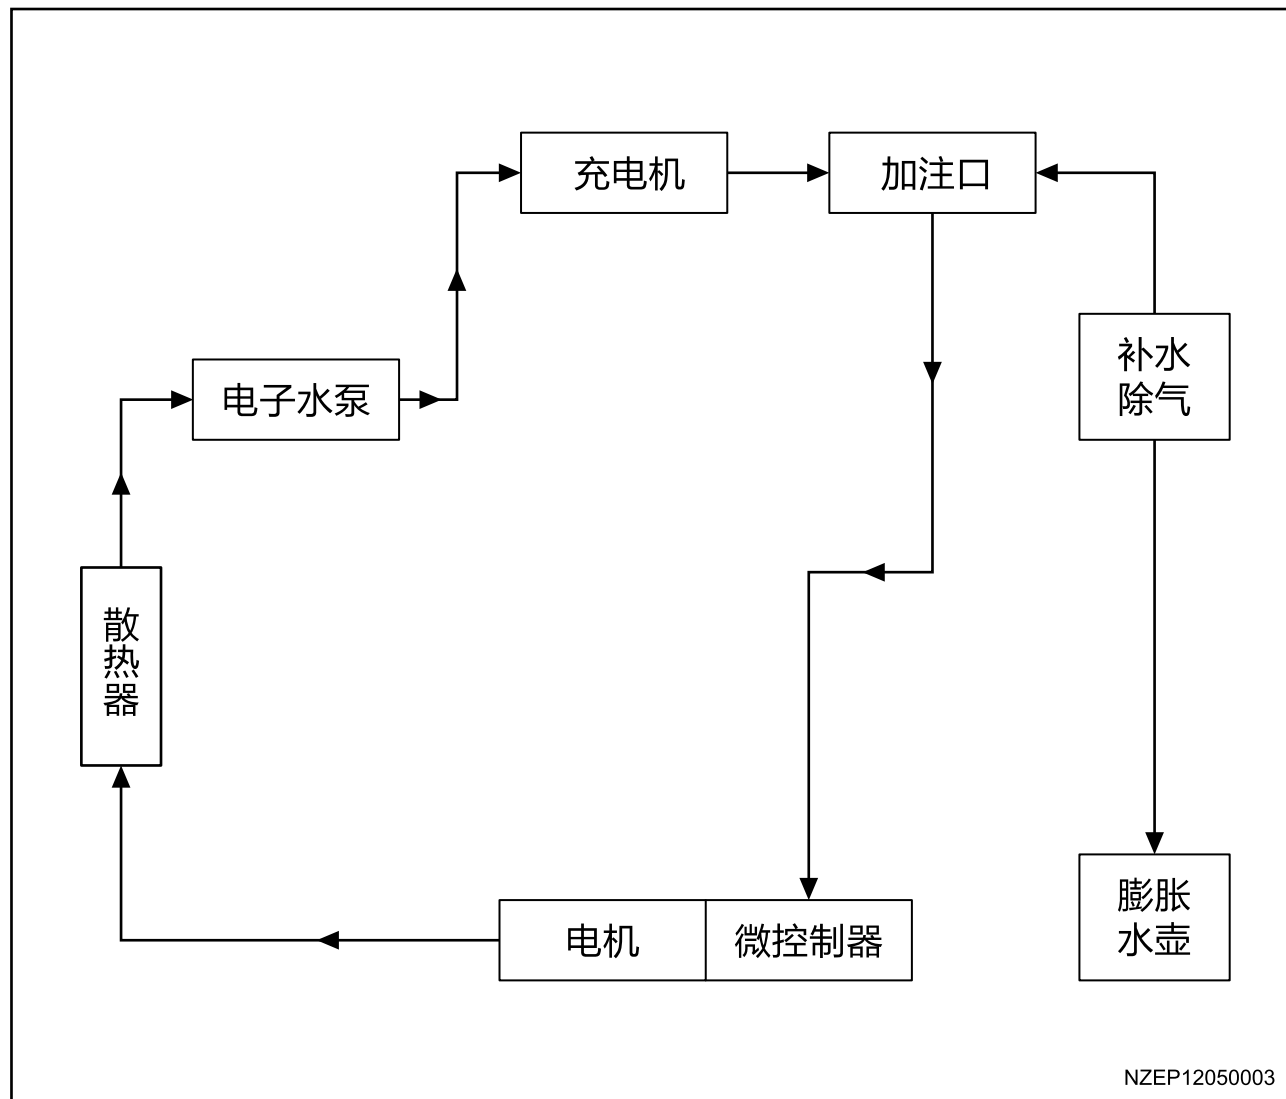 充电机
加注口
补水
除气
电子水泵
散
热
器
膨胀
水壶
电机
微控制器
NZEP12050003